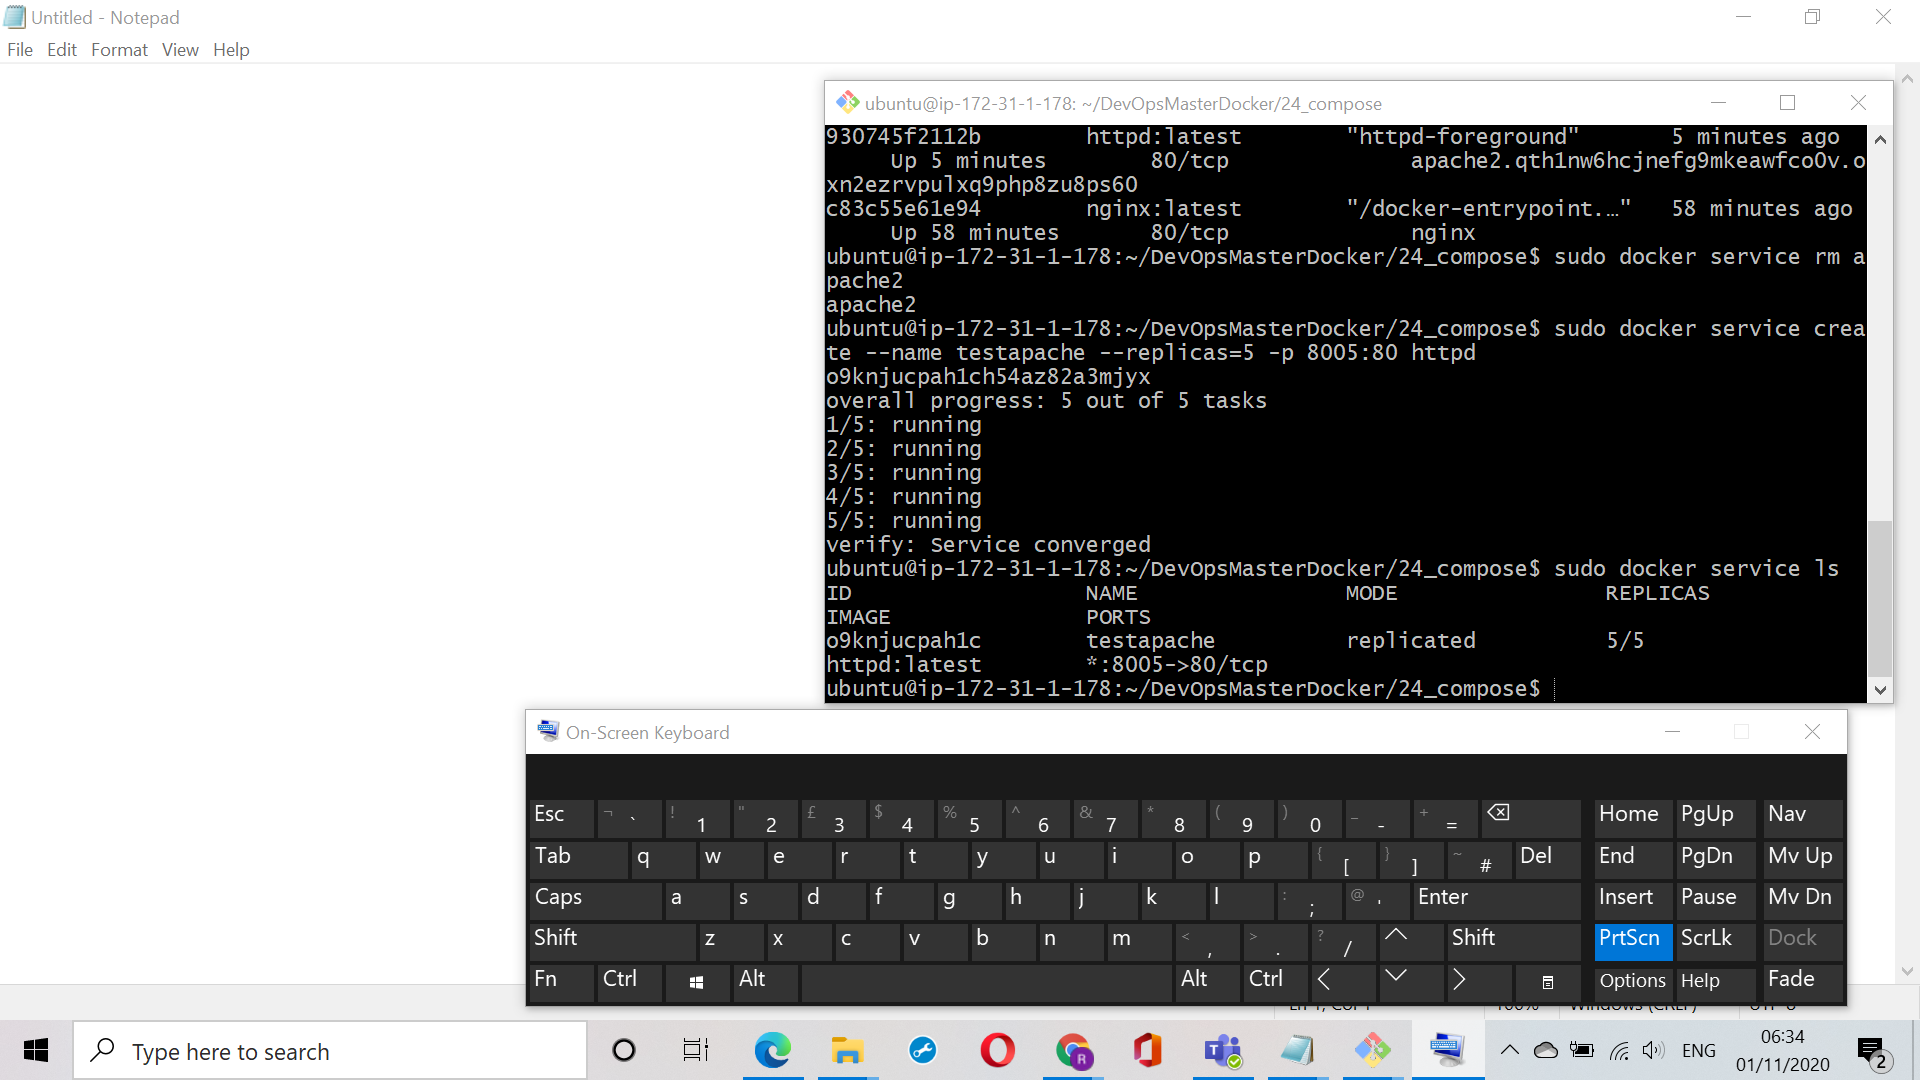 Untitled - Notepad
File Edit Format View Help
ubuntu@ip-172-31-1-178: ~/DevOpsMasterDocker/24_compose
930745f2112b httpd:latest "httpd-foreground" 5 minutes ago
Up 5 minutes 80/tcp apache2.qth1nw6hcjnefg9mkeawfco0v.o
xn2ezrvpulxq9php8zu8ps60
c83c55e61e94 nginx:latest "/docker-entrypoint.…" 58 minutes ago
Up 58 minutes 80/tcp nginx
ubuntu@ip-172-31-1-178:~/DevOpsMasterDocker/24_compose$ sudo docker service rm a
pache2
apache2
ubuntu@ip-172-31-1-178:~/DevOpsMasterDocker/24_compose$ sudo docker service crea
te --name testapache --replicas=5 -p 8005:80 httpd
o9knjucpah1ch54az82a3mjyx
overall progress: 5 out of 5 tasks
1/5: running
2/5: running
3/5: running
4/5: running
5/5: running
verify: Service converged
ubuntu@ip-172-31-1-178:~/DevOpsMasterDocker/24_compose$ sudo docker service ls
ID NAME MODE REPLICAS
IMAGE PORTS
o9knjucpah1c testapache replicated 5/5
httpd:latest *:8005->80/tcp
ubuntu@ip-172-31-1-178:~/DevOpsMasterDocker/24_compose$
On-Screen Keyboard
Esc ¬ ` ! 1 " 2 £ 3 $ 4 % 5 ^ 6 & 7 * 8 ( 9 ) 0 _ - + = Home PgUp Nav
Tab q w e r t y u i o p { [ } ] ~ # Del End PgDn Mv Up
Caps a s d f g h j k l : ; @ ' Enter Insert Pause Mv Dn
Shift z x c v b n m < , > . ? / Shift PrtScn ScrLk Dock
Fn Ctrl Alt Alt Ctrl Options Help Fade
Type here to search
R
ENG
06:34
01/11/2020
2